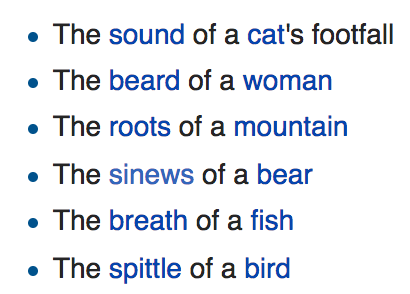 • The sound of a cat's footfall
• The beard of a woman
• The roots of a mountain
• The sinews of a bear
• The breath of a fish
• The spittle of a bird